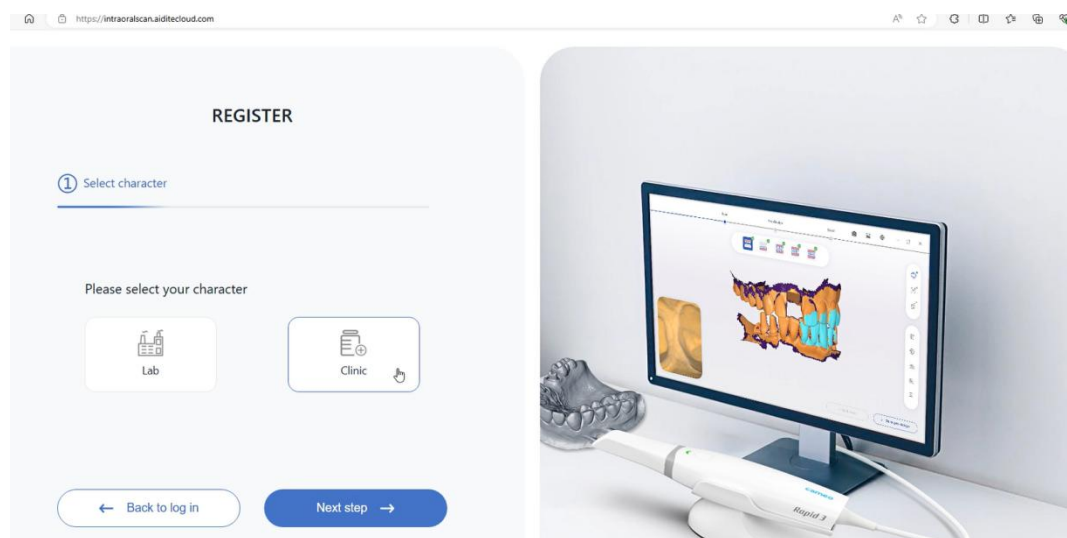 https://intraoralscan.aiditecloud.com
REGISTER
① Select character
Please select your character
Lab
Clinic
← Back to log in
Next step →
cameo
Rapid 3